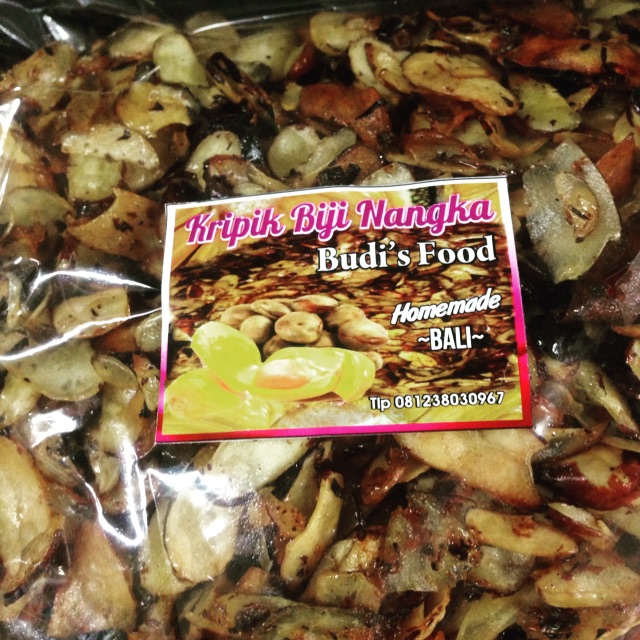 Kripik Biji Nangka
Budi's Food
Homemade
~BALI~
Tlp 081238030967